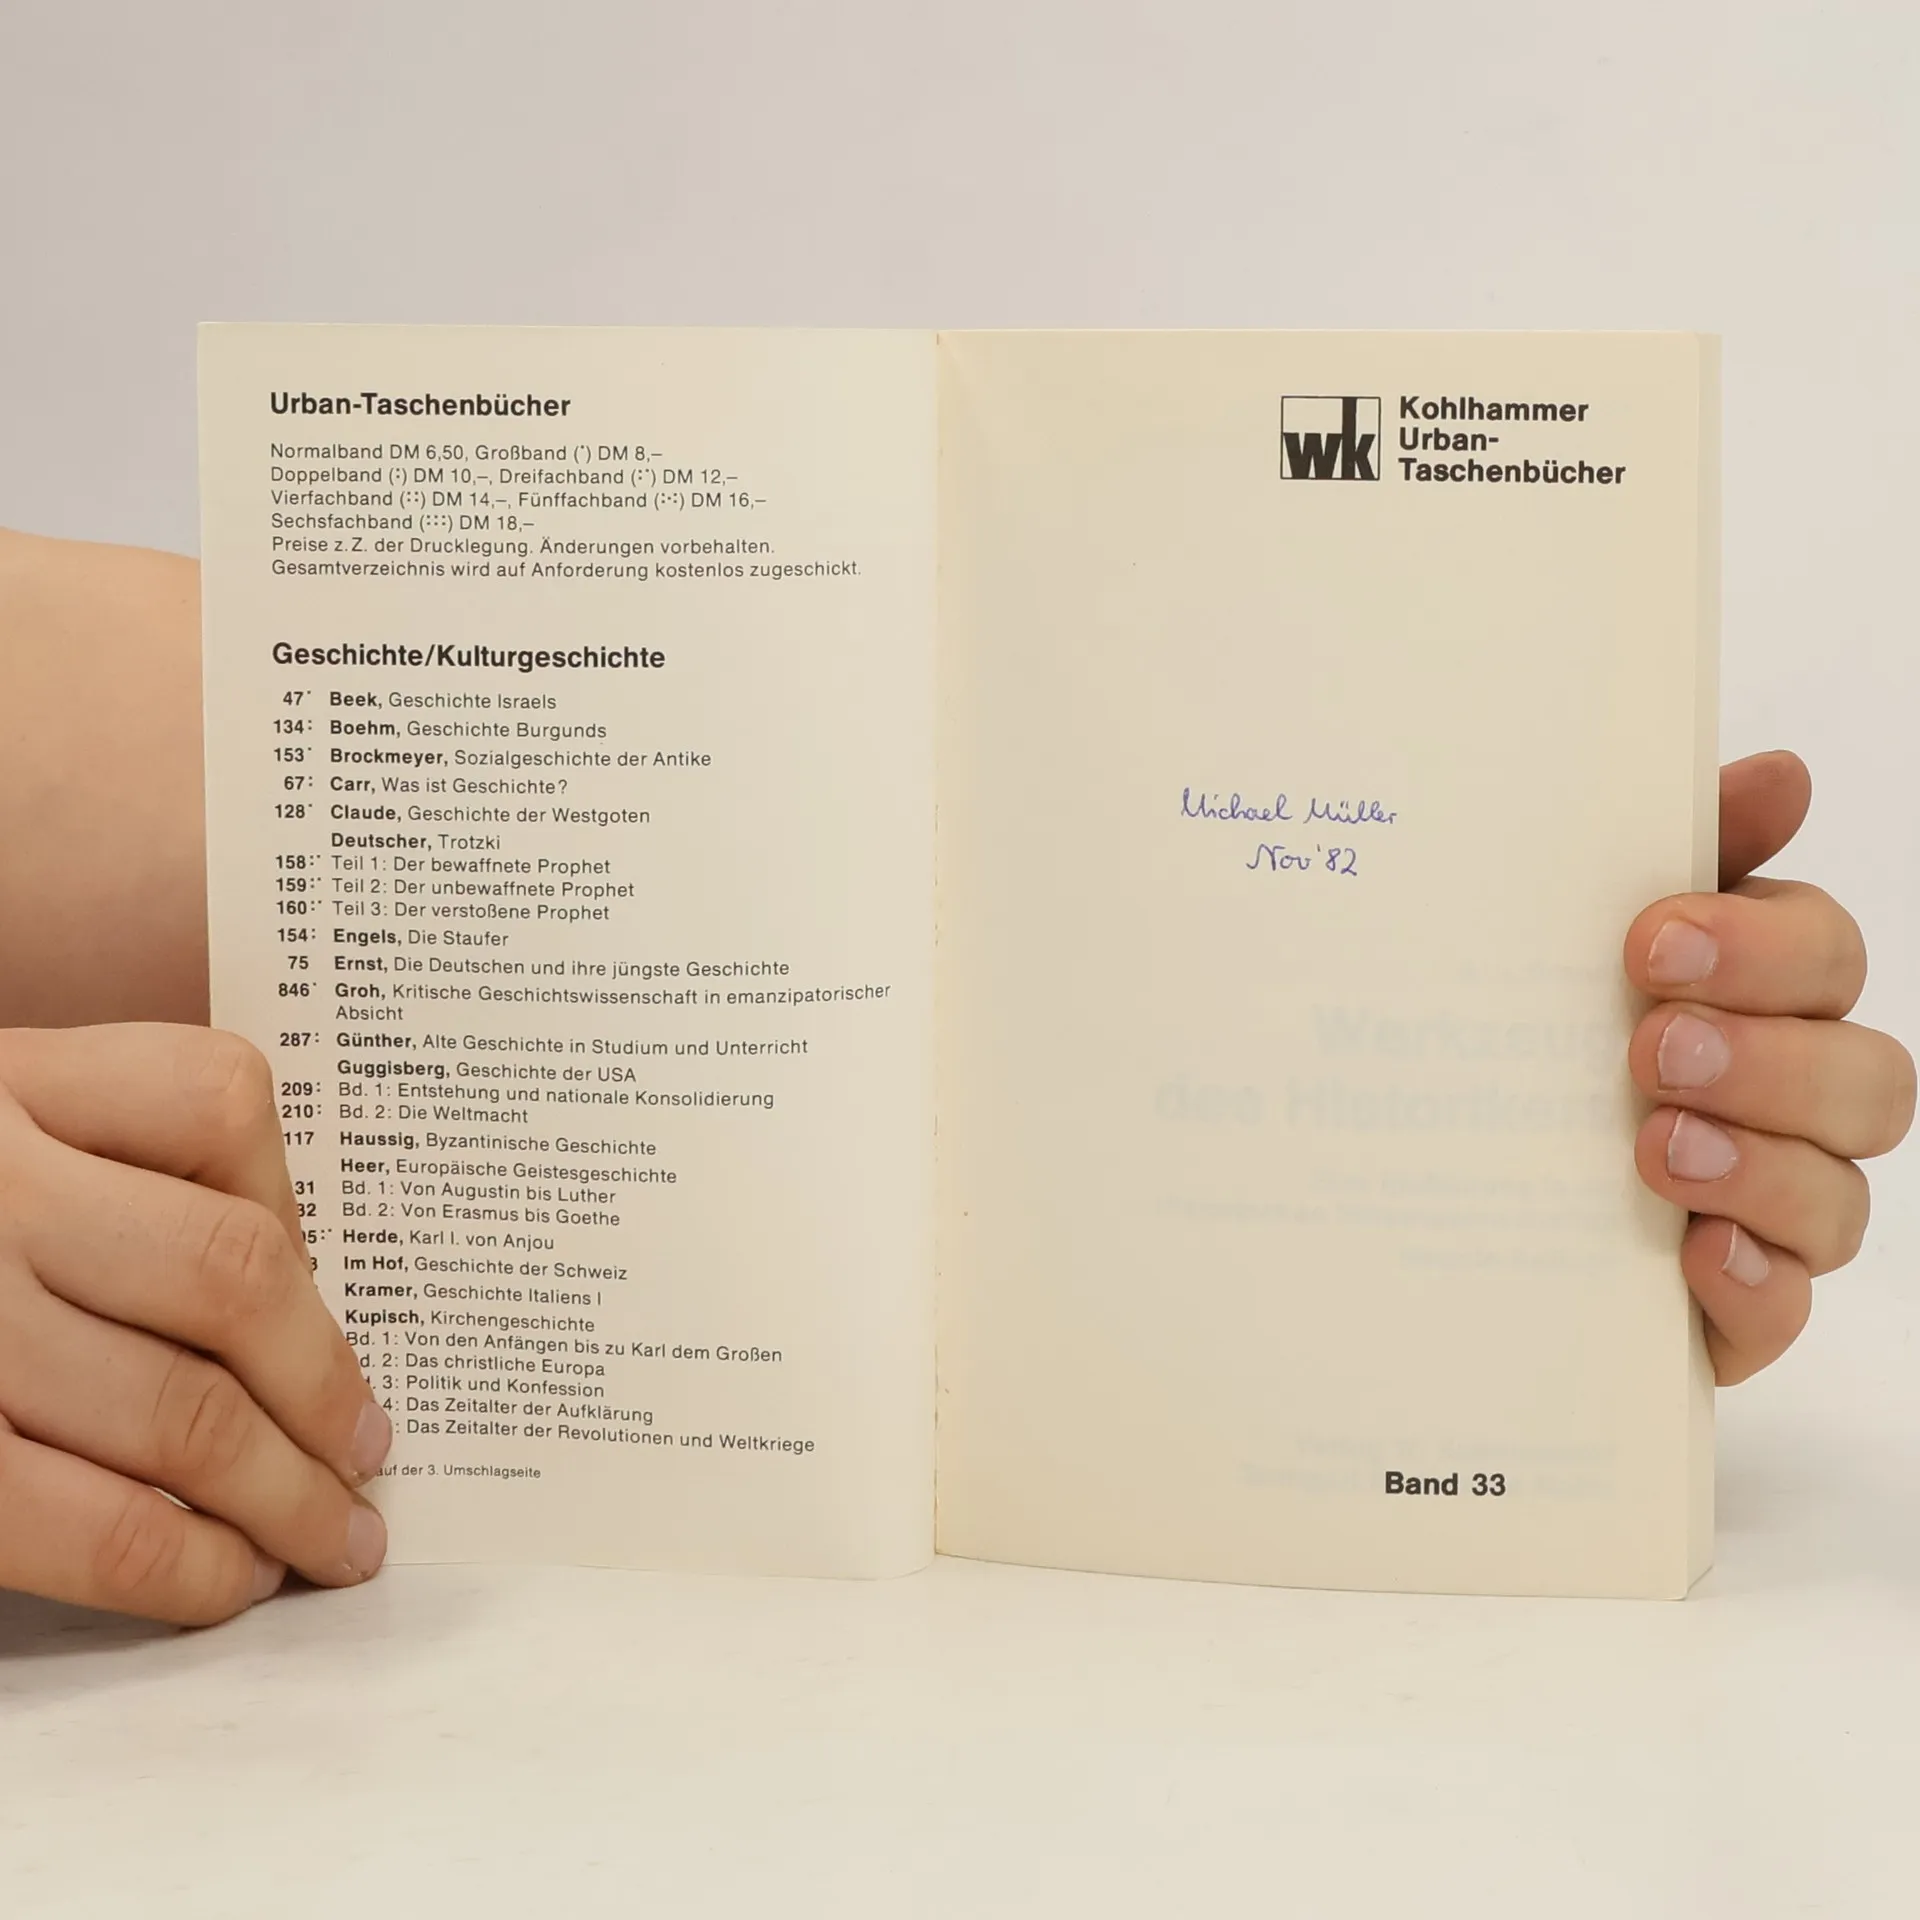 Urban-Taschenbücher
Normalband DM 6,50, Großband (˙) DM 8,–
Doppelband (:) DM 10,–, Dreifachband (:˙) DM 12,–
Vierfachband (::) DM 14,–, Fünffachband (:·:) DM 16,–
Sechsfachband (:::) DM 18,–
Preise z. Z. der Drucklegung. Änderungen vorbehalten.
Gesamtverzeichnis wird auf Anforderung kostenlos zugeschickt.
Geschichte/Kulturgeschichte
47˙ Beek, Geschichte Israels
134: Boehm, Geschichte Burgunds
153˙ Brockmeyer, Sozialgeschichte der Antike
67: Carr, Was ist Geschichte?
128˙ Claude, Geschichte der Westgoten
Deutscher, Trotzki
158:˙ Teil 1: Der bewaffnete Prophet
159:˙ Teil 2: Der unbewaffnete Prophet
160:˙ Teil 3: Der verstoßene Prophet
154: Engels, Die Staufer
75 Ernst, Die Deutschen und ihre jüngste Geschichte
846˙ Groh, Kritische Geschichtswissenschaft in emanzipatorischer
Absicht
287: Günther, Alte Geschichte in Studium und Unterricht
Guggisberg, Geschichte der USA
209: Bd. 1: Entstehung und nationale Konsolidierung
210: Bd. 2: Die Weltmacht
117 Haussig, Byzantinische Geschichte
Heer, Europäische Geistesgeschichte
31 Bd. 1: Von Augustin bis Luther
32 Bd. 2: Von Erasmus bis Goethe
5:˙ Herde, Karl I. von Anjou
Im Hof, Geschichte der Schweiz
Kramer, Geschichte Italiens I
Kupisch, Kirchengeschichte
Bd. 1: Von den Anfängen bis zu Karl dem Großen
d. 2: Das christliche Europa
. 3: Politik und Konfession
4: Das Zeitalter der Aufklärung
: Das Zeitalter der Revolutionen und Weltkriege
auf der 3. Umschlagseite
wk
Kohlhammer
Urban-
Taschenbücher
Michael Müller
Nov '82
Band 33